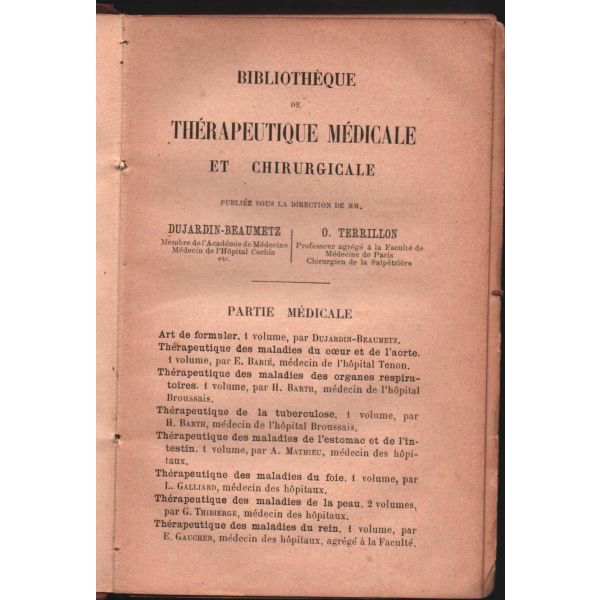 BIBLIOTHÈQUE
DE
THÉRAPEUTIQUE MÉDICALE
ET CHIRURGICALE
PUBLIÉE SOUS LA DIRECTION DE MM.
DUJARDIN-BEAUMETZ
Membre de l'Académie de Médecine
Médecin de l'Hôpital Cochin
etc.
O. TERRILLON
Professeur agrégé à la Faculté de
Médecine de Paris
Chirurgien de la Salpêtrière
PARTIE MÉDICALE
Art de formuler. 1 volume, par DUJARDIN-BEAUMETZ.
Thérapeutique des maladies du cœur et de l'aorte.
1 volume, par E. BARIÉ, médecin de l'hôpital Tenon.
Thérapeutique des maladies des organes respira-
toires. 1 volume, par H. BARTH, médecin de l'hôpital
Broussais.
Thérapeutique de la tuberculose. 1 volume, par
H. BARTH, médecin de l'hôpital Broussais.
Thérapeutique des maladies de l'estomac et de l'in-
testin. 1 volume, par A. MATHIEU, médecin des hôpi-
taux.
Thérapeutique des maladies du foie. 1 volume, par
L. GALLIARD, médecin des hôpitaux.
Thérapeutique des maladies de la peau. 2 volumes,
par G. THIBIERGE, médecin des hôpitaux.
Thérapeutique des maladies du rein. 1 volume, par
E. GAUCHER, médecin des hôpitaux, agrégé à la Faculté.